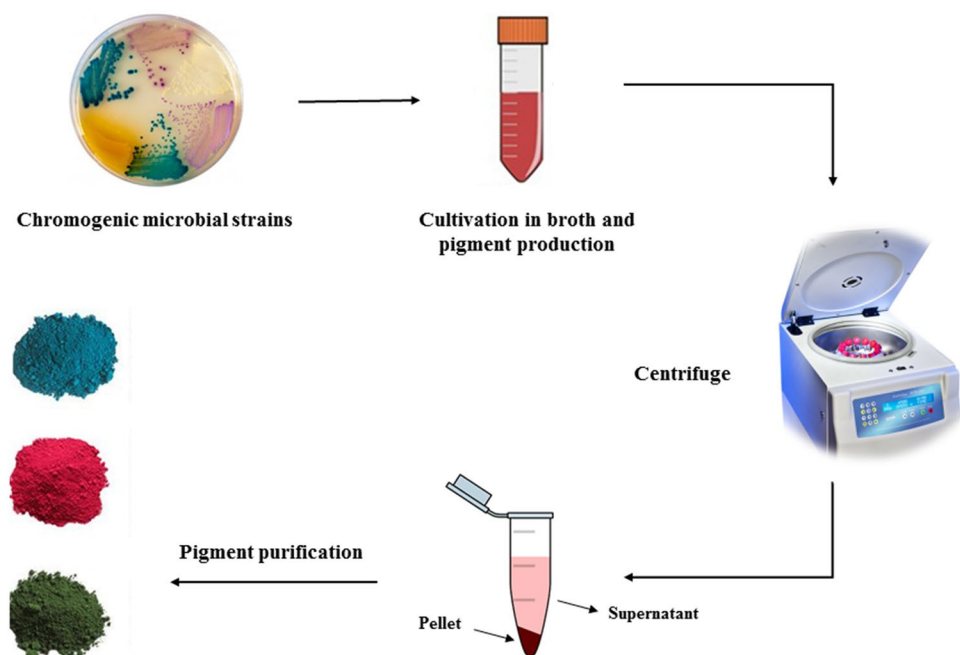 Chromogenic microbial strains
Cultivation in broth and
pigment production
Centrifuge
Pigment purification
Pellet
Supernatant